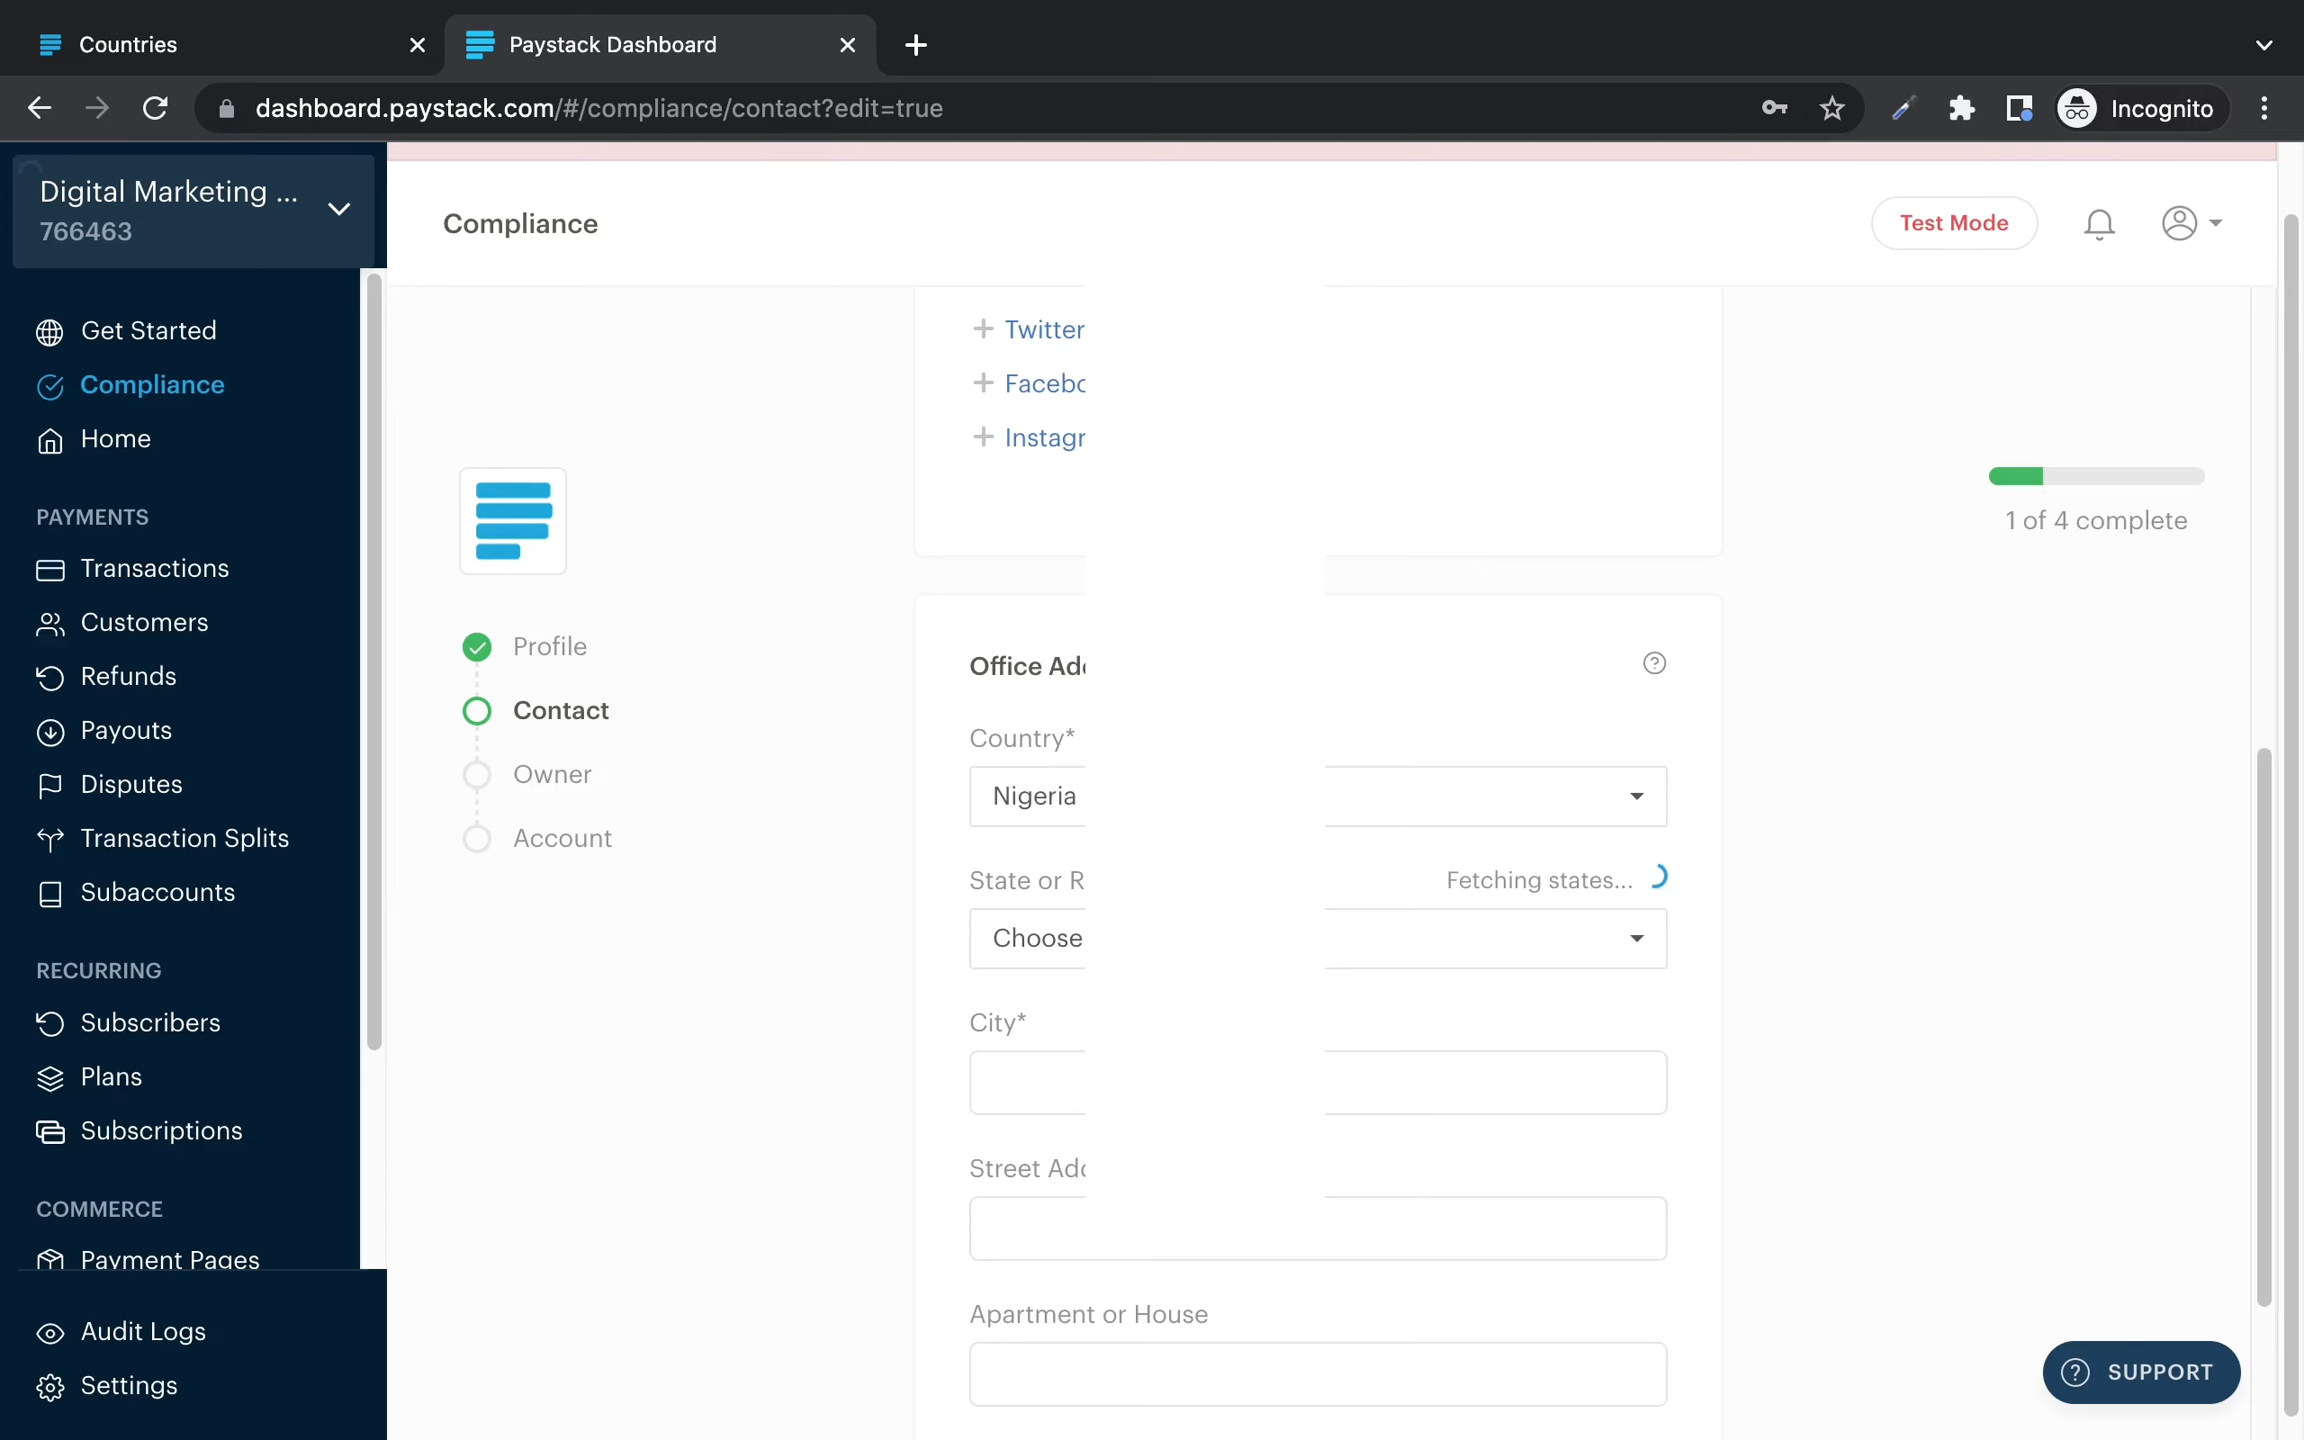 Countries
Paystack Dashboard
dashboard.paystack.com/#/compliance/contact?edit=true
Incognito
Digital Marketing ...
766463
Compliance
Test Mode
Get Started
Compliance
Home
PAYMENTS
Transactions
Customers
Refunds
Payouts
Disputes
Transaction Splits
Subaccounts
RECURRING
Subscribers
Plans
Subscriptions
COMMERCE
Payment Pages
Audit Logs
Settings
Profile
Contact
Owner
Account
+ Twitter
+ Facebo
+ Instagr
1 of 4 complete
Office Add
Country*
Nigeria
State or R
Fetching states...
Choose
City*
Street Add
Apartment or House
SUPPORT